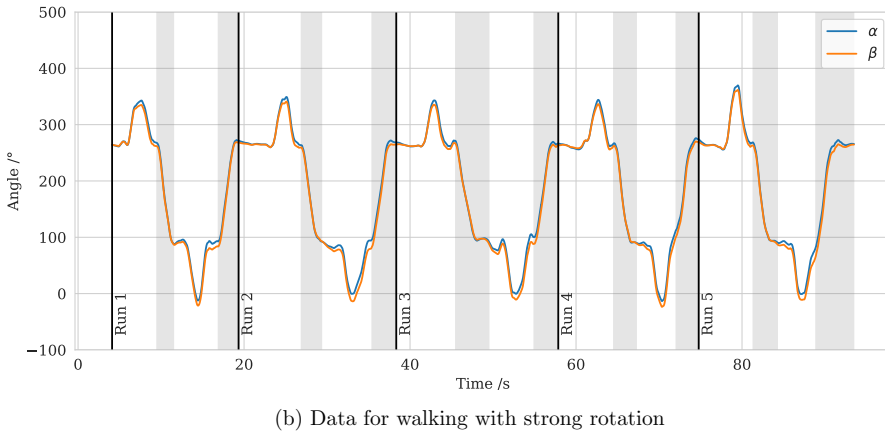 500
400
300
200
100
0
−100
Angle /°
α
β
Run 1
Run 2
Run 3
Run 4
Run 5
0
20
40
60
80
Time /s
(b) Data for walking with strong rotation